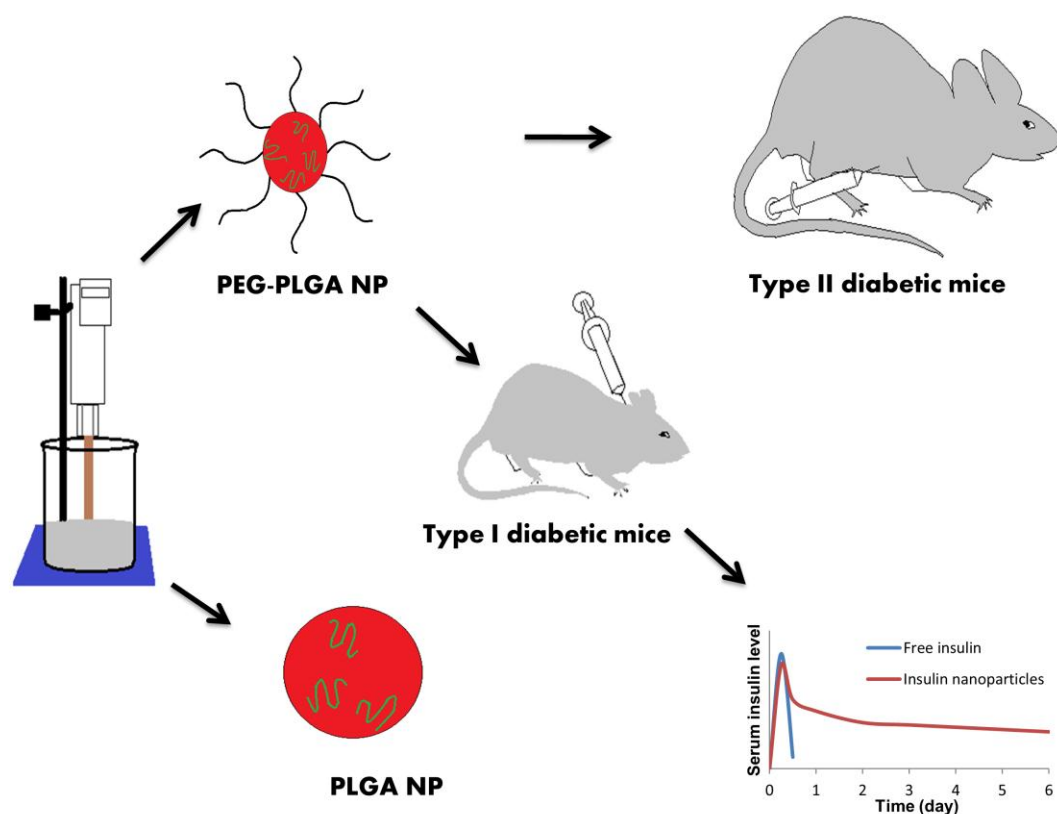 PEG-PLGA NP
Type II diabetic mice
Type I diabetic mice
PLGA NP
Serum insulin level
Free insulin
Insulin nanoparticles
0 1 2 3 4 5 6
Time (day)